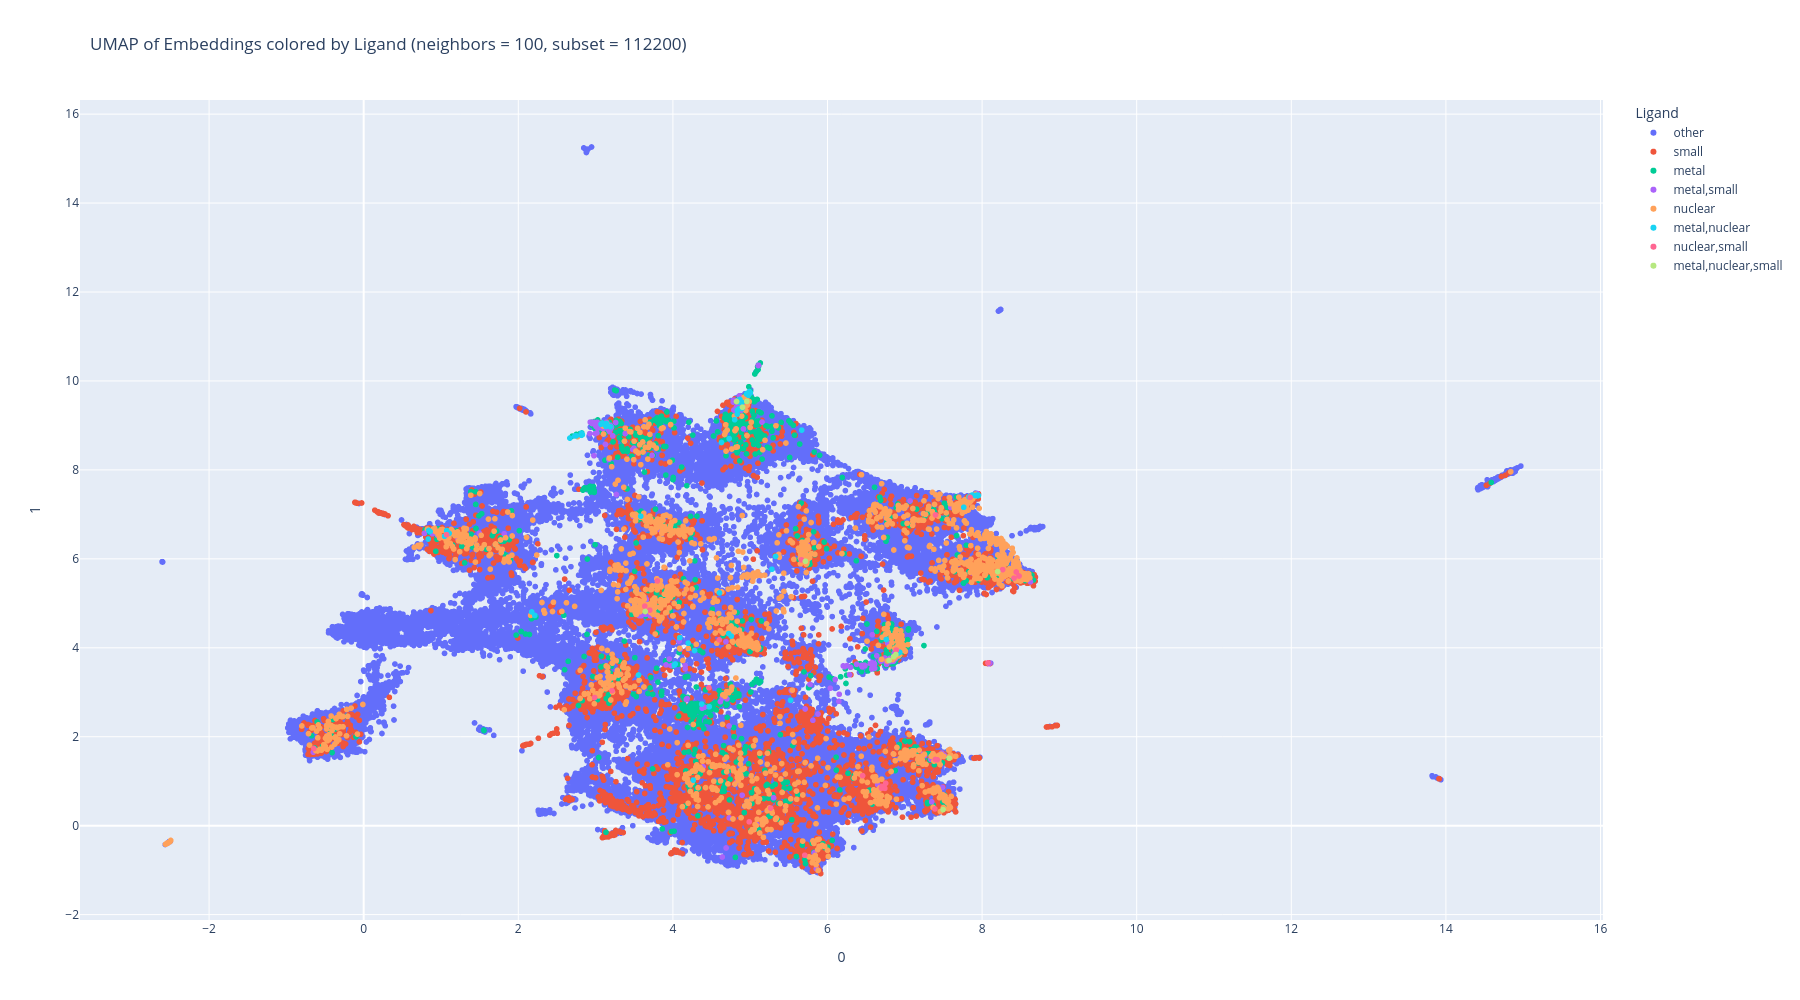 UMAP of Embeddings colored by Ligand (neighbors = 100, subset = 112200)
Ligand
other
small
metal
metal,small
nuclear
metal,nuclear
nuclear,small
metal,nuclear,small
16
14
12
10
8
6
4
2
0
−2
1
−2 0 2 4 6 8 10 12 14 16
0